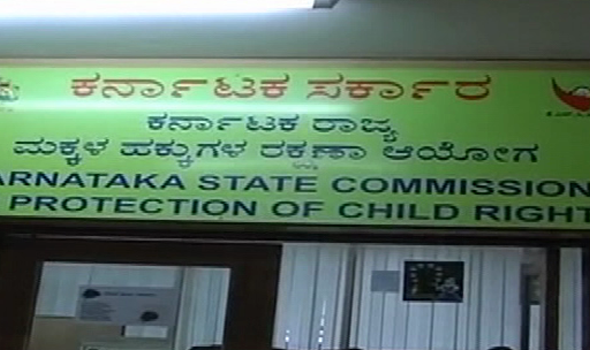 ಕರ್ನಾಟಕ ಸರ್ಕಾರ
ಕರ್ನಾಟಕ ರಾಜ್ಯ
ಮಕ್ಕಳ ಹಕ್ಕುಗಳ ರಕ್ಷಣಾ ಆಯೋಗ
ARNATAKA STATE COMMISSION
PROTECTION OF CHILD RIGHT